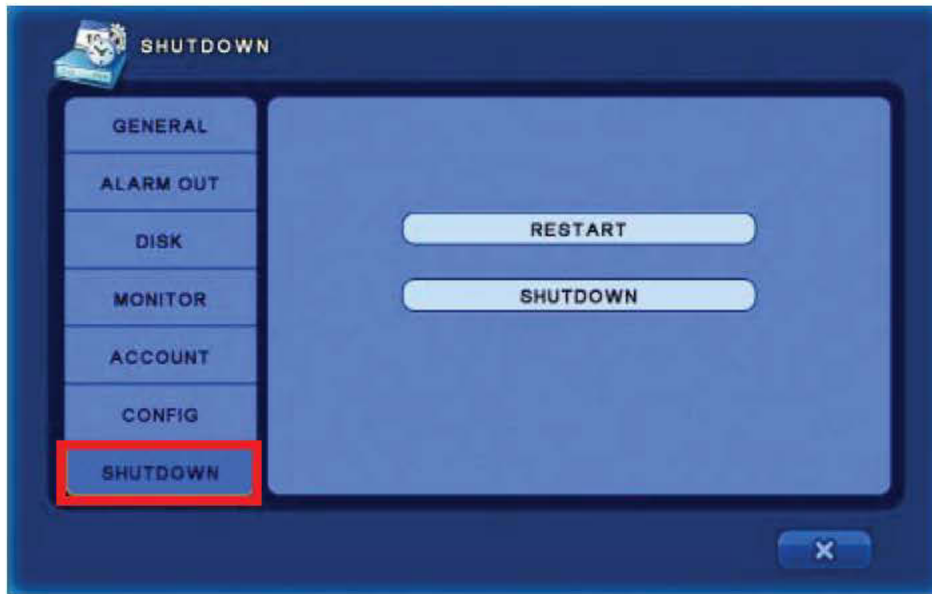 SHUTDOWN
GENERAL
ALARM OUT
DISK
MONITOR
ACCOUNT
CONFIG
SHUTDOWN
RESTART
SHUTDOWN